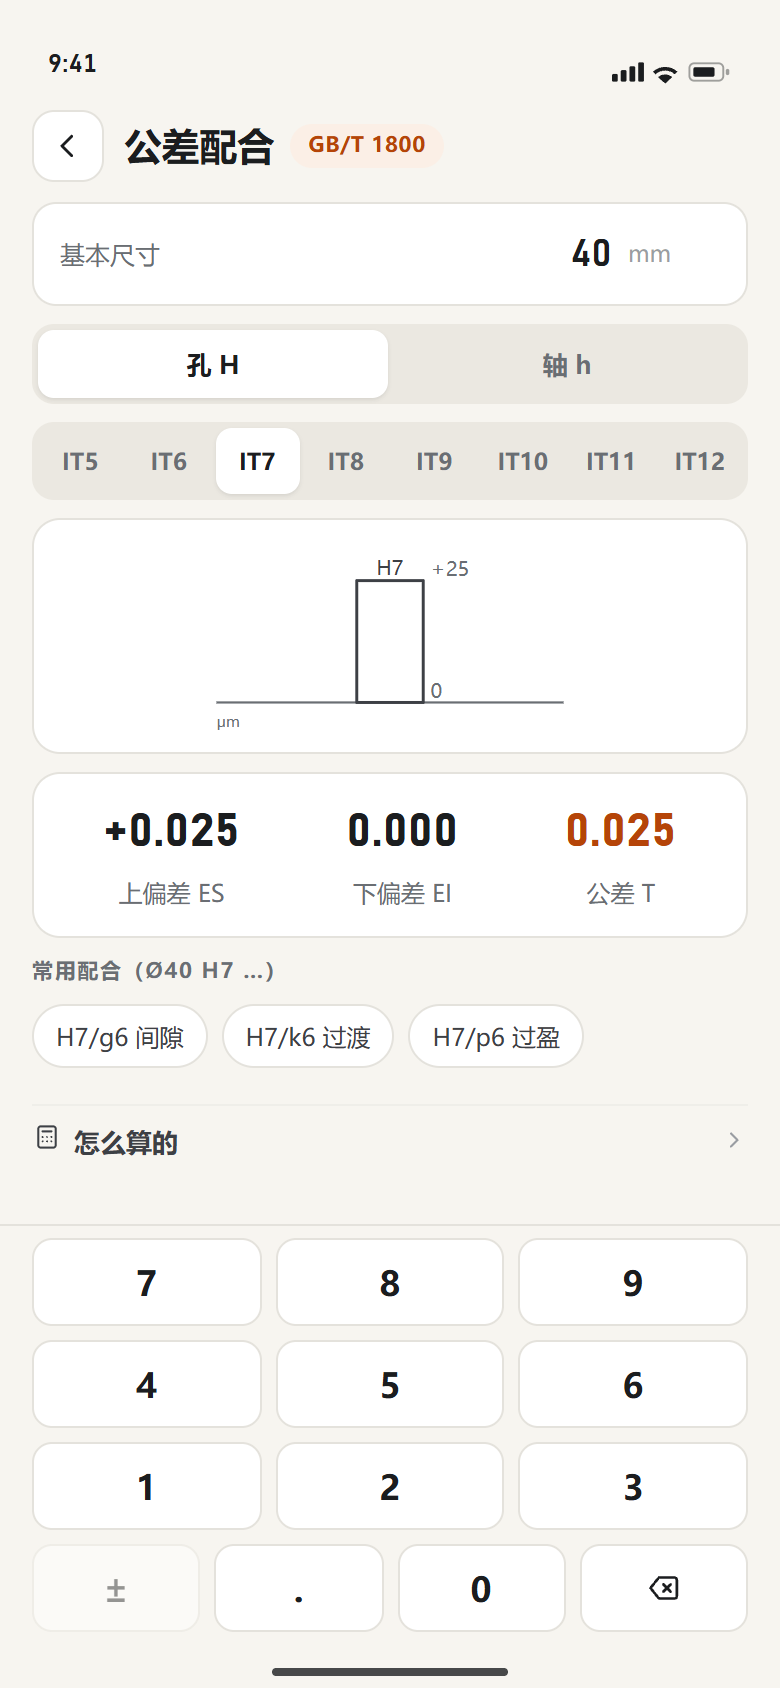 9:41
公差配合 GB/T 1800
基本尺寸 40 mm
孔 H 轴 h
IT5 IT6 IT7 IT8 IT9 IT10 IT11 IT12
H7 +25
0
µm
+0.025 0.000 0.025
上偏差 ES 下偏差 EI 公差 T
常用配合（Ø40 H7 …）
H7/g6 间隙 H7/k6 过渡 H7/p6 过盈
怎么算的
7 8 9
4 5 6
1 2 3
± . 0